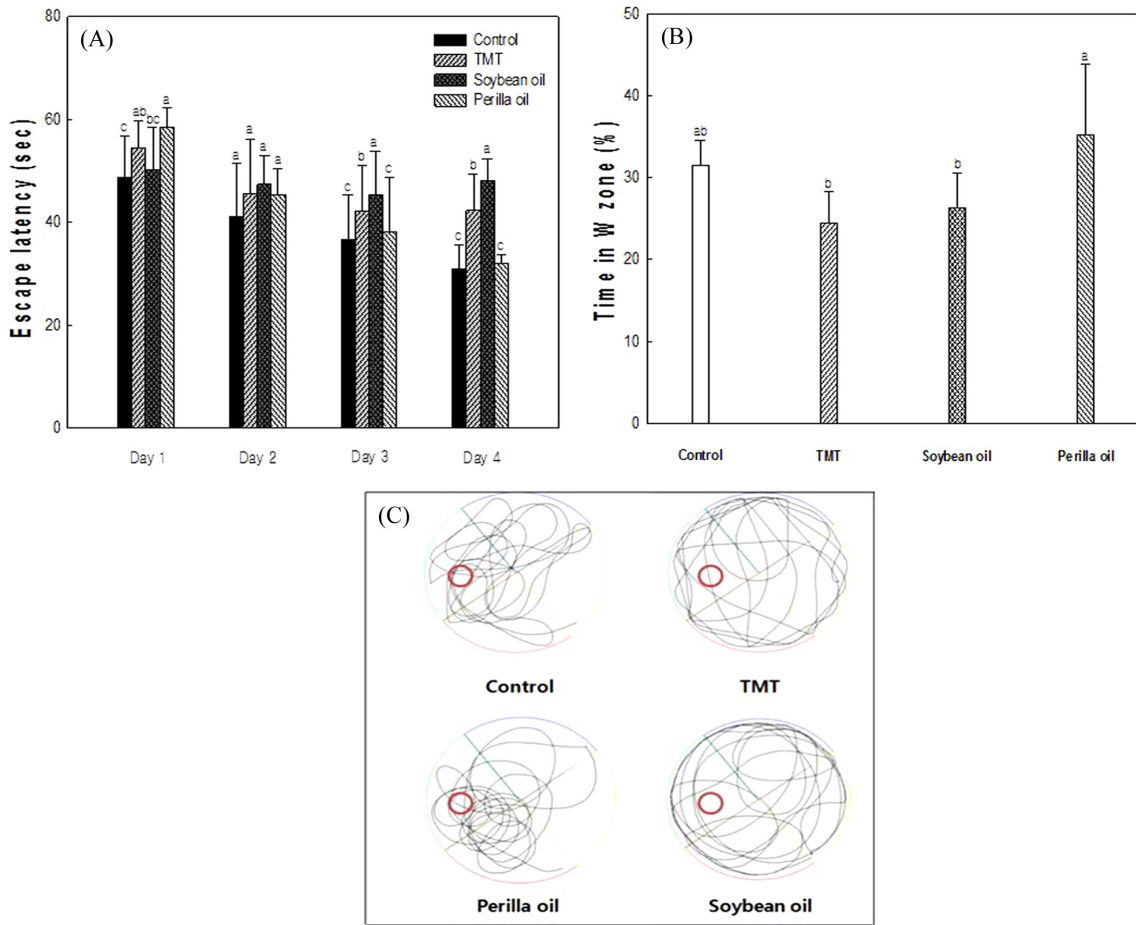 (A)
80
60
40
20
0
Escape latency (sec)
Control
TMT
Soybean oil
Perilla oil
c ab bc a
a a a a
c b a c
c b a c
Day 1 Day 2 Day 3 Day 4
(B)
50
40
30
20
10
0
Time in W zone (%)
ab b b a
Control TMT Soybean oil Perilla oil
(C)
Control TMT
Perilla oil Soybean oil